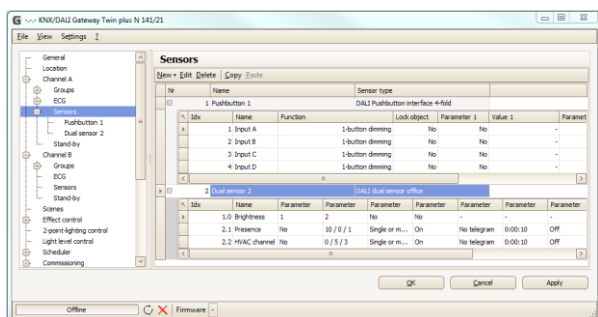 -.-.- KNX/DALI Gateway Twin plus N 141/21
File View Settings ?
General
Location
Channel A
Groups
ECG
Sensors
Pushbutton 1
Dual sensor 2
Stand-by
Channel B
Groups
ECG
Sensors
Stand-by
Scenes
Effect control
2-point-lighting control
Light level control
Scheduler
Commissioning
Sensors
New Edit Delete Copy Paste
Nr Name Sensor type
1 Pushbutton 1 DALI Pushbutton interface 4-fold
Idx Name Function Lock object Parameter 1 Value 1 Paramet
1 Input A 1-button dimming No No -
2 Input B 1-button dimming No No -
3 Input C 1-button dimming No No -
4 Input D 1-button dimming No No -
2 Dual sensor 2 DALI dual sensor office
Idx Name Parameter Parameter Parameter Parameter Parameter Parameter Parameter
1.0 Brightness 1 2 No No - - -
2.1 Presence No 10 / 0 / 1 Single or m... On No telegram 0:00:10 Off
2.2 HVAC channel No 0 / 5 / 3 Single or m... On No telegram 0:00:10 Off
OK Cancel Apply
Offline Firmware -